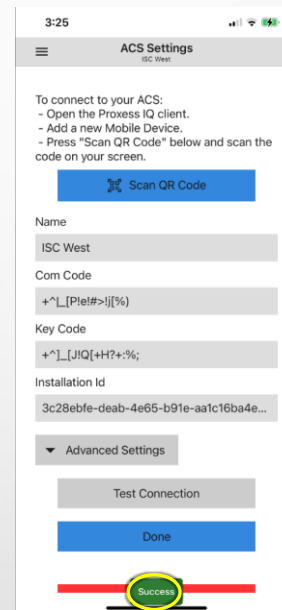 3:25
ACS Settings
ISC West
To connect to your ACS:
- Open the Proxess IQ client.
- Add a new Mobile Device.
- Press "Scan QR Code" below and scan the
code on your screen.
Scan QR Code
Name
ISC West
Com Code
+^|_[P!e!#>!j[%)
Key Code
+^]_[J!Q[+H?+:%;
Installation Id
3c28ebfe-deab-4e65-b91e-aa1c16ba4e...
Advanced Settings
Test Connection
Done
Success